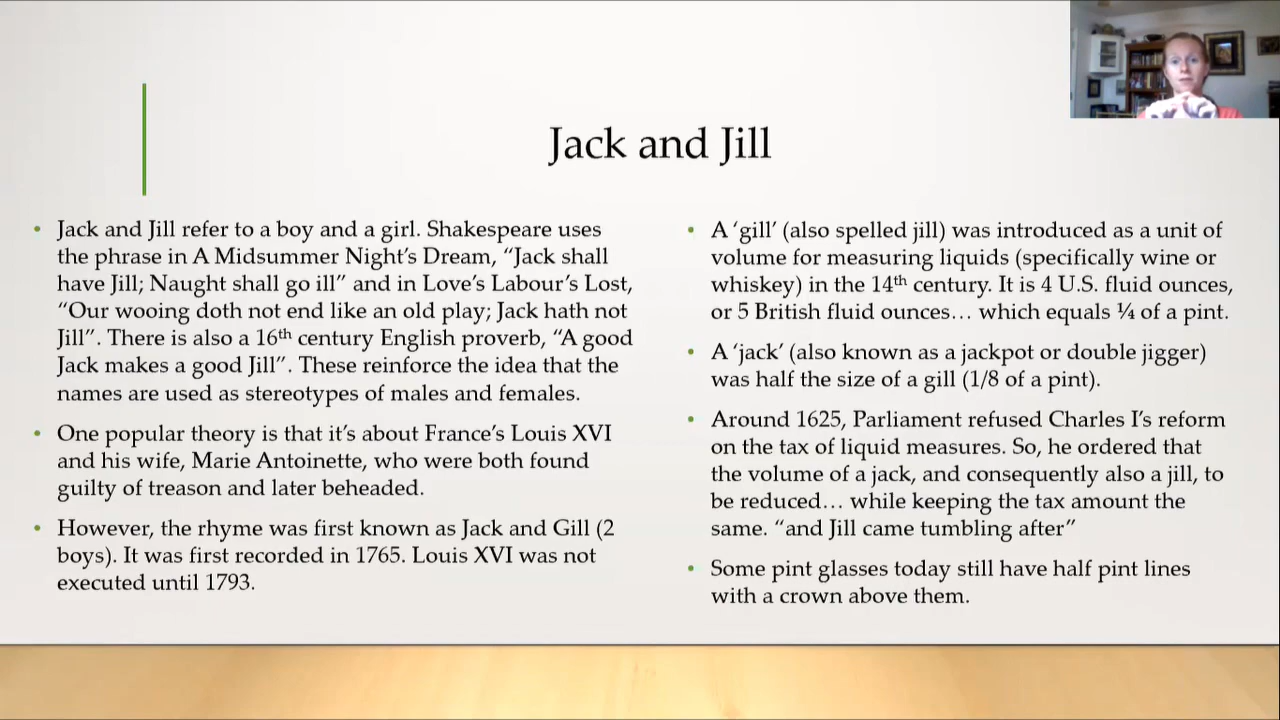 Jack and Jill
• Jack and Jill refer to a boy and a girl. Shakespeare uses
the phrase in A Midsummer Night’s Dream, “Jack shall
have Jill; Naught shall go ill” and in Love’s Labour’s Lost,
“Our wooing doth not end like an old play; Jack hath not
Jill”. There is also a 16th century English proverb, “A good
Jack makes a good Jill”. These reinforce the idea that the
names are used as stereotypes of males and females.
• One popular theory is that it’s about France’s Louis XVI
and his wife, Marie Antoinette, who were both found
guilty of treason and later beheaded.
• However, the rhyme was first known as Jack and Gill (2
boys). It was first recorded in 1765. Louis XVI was not
executed until 1793.
• A ‘gill’ (also spelled jill) was introduced as a unit of
volume for measuring liquids (specifically wine or
whiskey) in the 14th century. It is 4 U.S. fluid ounces,
or 5 British fluid ounces… which equals ¼ of a pint.
• A ‘jack’ (also known as a jackpot or double jigger)
was half the size of a gill (1/8 of a pint).
• Around 1625, Parliament refused Charles I’s reform
on the tax of liquid measures. So, he ordered that
the volume of a jack, and consequently also a jill, to
be reduced… while keeping the tax amount the
same. “and Jill came tumbling after”
• Some pint glasses today still have half pint lines
with a crown above them.